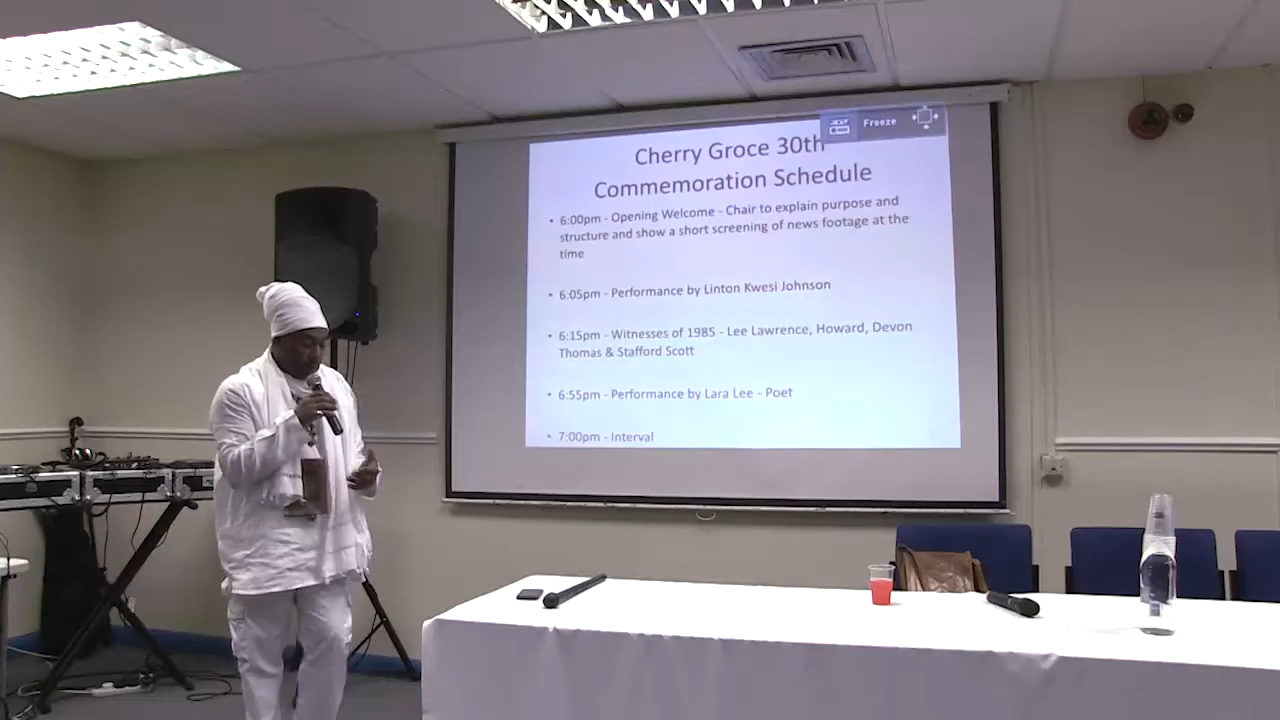 acer
Freeze
Cherry Groce 30th
Commemoration Schedule
• 6:00pm - Opening Welcome - Chair to explain purpose and
structure and show a short screening of news footage at the
time
• 6:05pm - Performance by Linton Kwesi Johnson
• 6:15pm - Witnesses of 1985 - Lee Lawrence, Howard, Devon
Thomas & Stafford Scott
• 6:55pm - Performance by Lara Lee - Poet
• 7:00pm - Interval